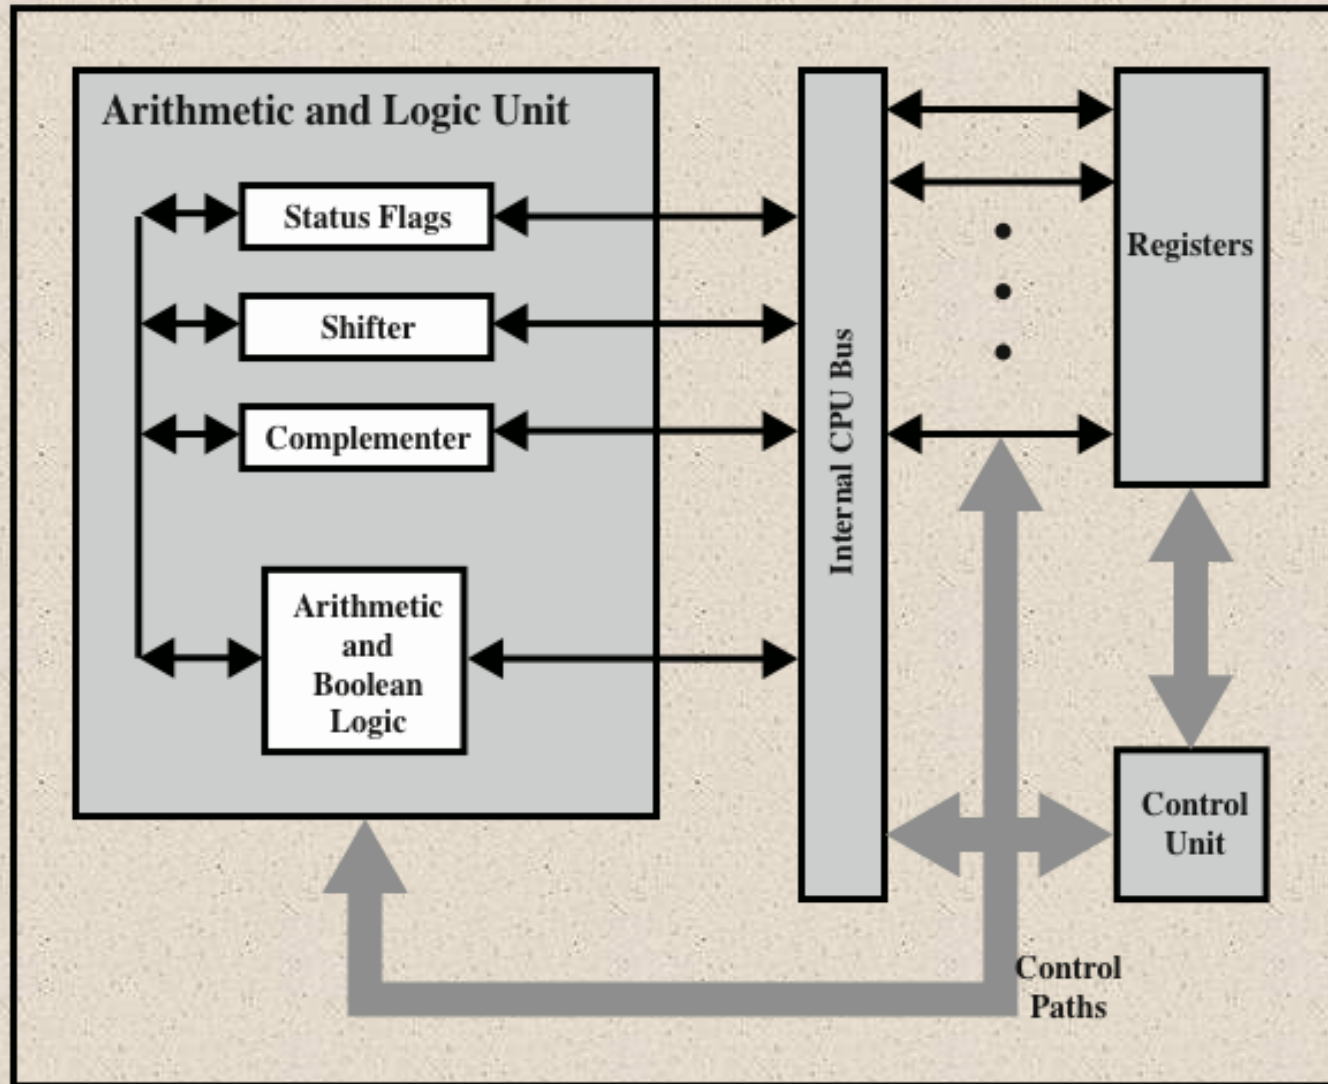 Arithmetic and Logic Unit
Status Flags
Shifter
Complementer
Arithmetic
and
Boolean
Logic
Internal CPU Bus
Registers
Control
Unit
Control
Paths